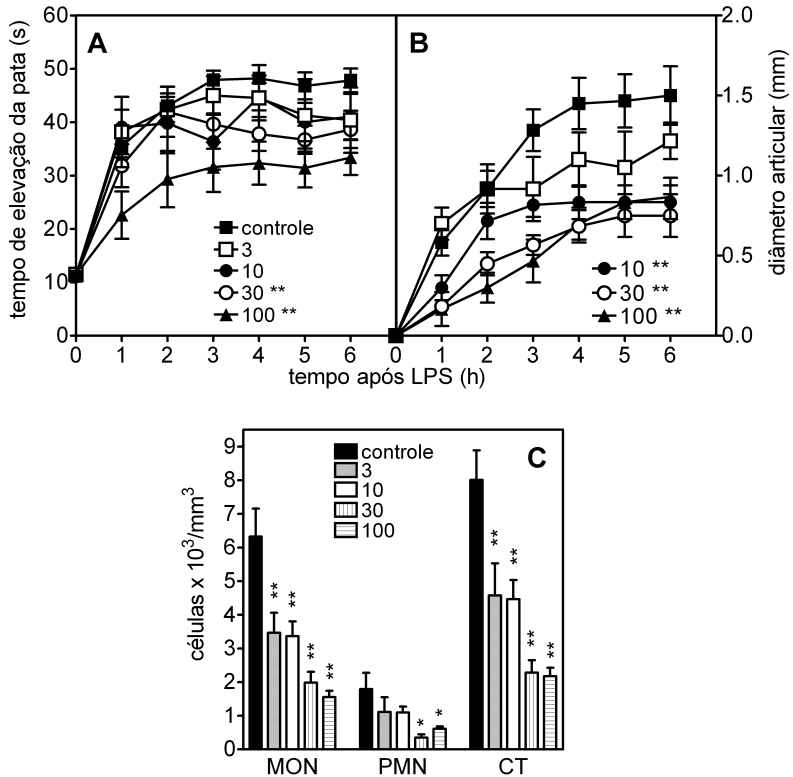 A
B
tempo de elevação da pata (s)
60
50
40
30
20
10
0
controle
3
10
30 **
100 **
0 1 2 3 4 5 6
10 **
30 **
100 **
0 1 2 3 4 5 6
2.0
1.5
1.0
0.5
0.0
diâmetro articular (mm)
tempo após LPS (h)
C
células x 10³/mm³
9
8
7
6
5
4
3
2
1
0
controle
3
10
30
100
** ** ** **
* *
** ** ** **
MON PMN CT